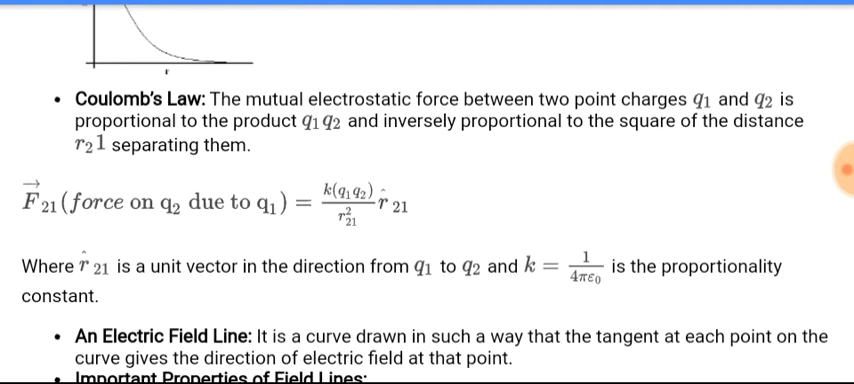 r
• Coulomb's Law: The mutual electrostatic force between two point charges q₁ and q₂ is
proportional to the product q₁q₂ and inversely proportional to the square of the distance
r₂1 separating them.
F⃗₂₁(force on q₂ due to q₁) = k(q₁q₂)/r²₂₁ r̂ ₂₁
Where r̂ ₂₁ is a unit vector in the direction from q₁ to q₂ and k = 1/4πε₀ is the proportionality
constant.
• An Electric Field Line: It is a curve drawn in such a way that the tangent at each point on the
curve gives the direction of electric field at that point.
• Important Properties of Field Lines: